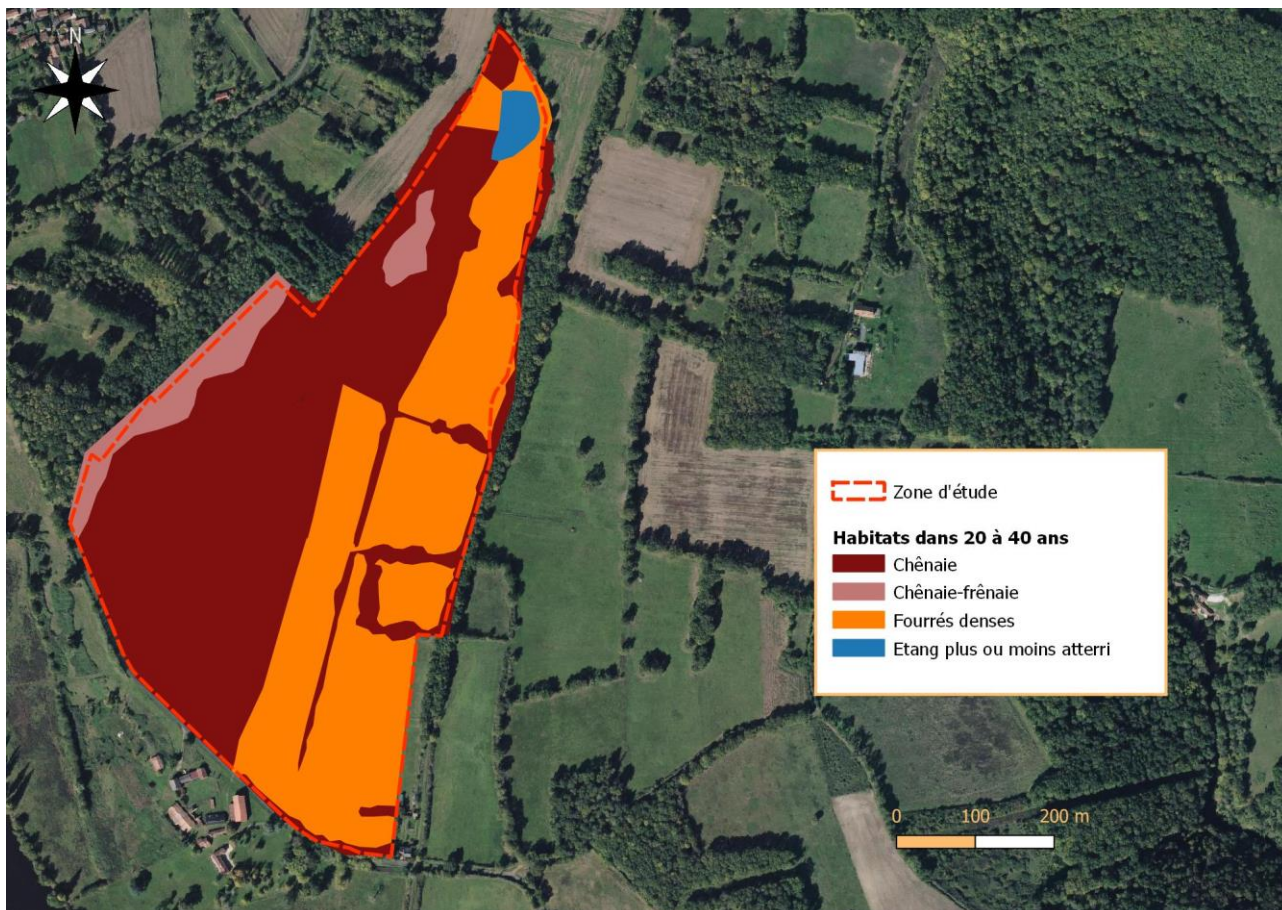 N
Zone d'étude
Habitats dans 20 à 40 ans
Chênaie
Chênaie-frênaie
Fourrés denses
Etang plus ou moins atterri
0 100 200 m